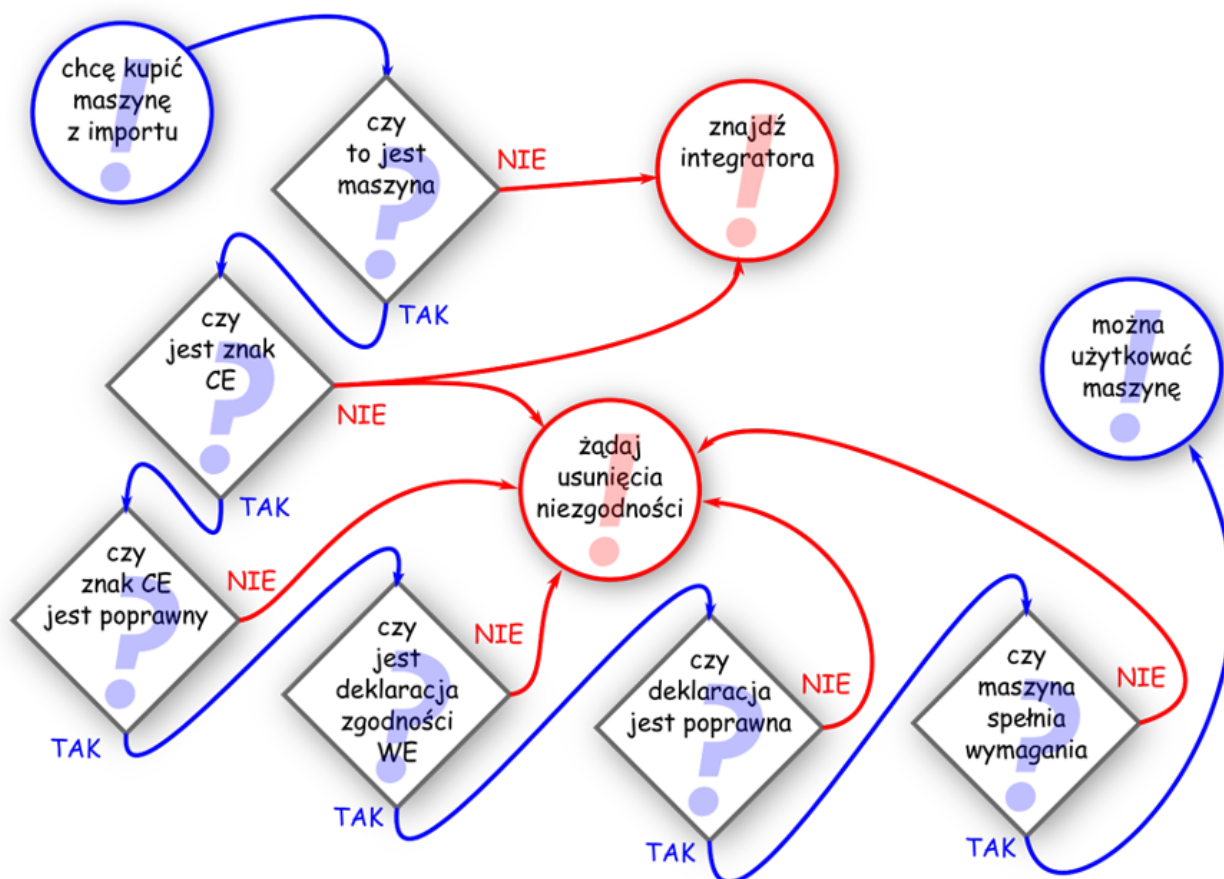 chcę kupić
maszynę
z importu
czy
to jest
maszyna
NIE
TAK
znajdź
integratora
czy
jest znak
CE
NIE
TAK
można
użytkować
maszynę
żądaj
usunięcia
niezgodności
czy
znak CE
jest poprawny
NIE
TAK
czy
jest
deklaracja
zgodności
WE
NIE
TAK
czy
deklaracja
jest poprawna
NIE
TAK
czy
maszyna
spełnia
wymagania
NIE
TAK